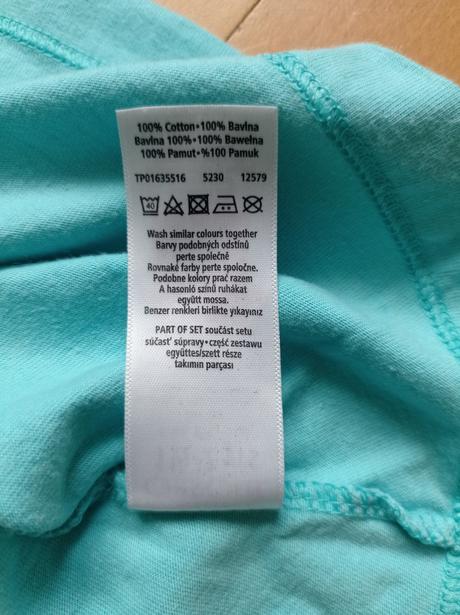 100% Cotton•100% Bavlna
Bavlna 100%•100% Bawełna
100% Pamut•%100 Pamuk
TP01635516 5230 12579
40
Wash similar colours together
Barvy podobných odstínů
perte společně
Rovnaké farby perte spoločne.
Podobne kolory prać razem
A hasonló színű ruhákat
együtt mossa.
Benzer renkleri birlikte yıkayınız
PART OF SET součást setu
súčasť súpravy•część zestawu
együttes/szett része
takımın parçası